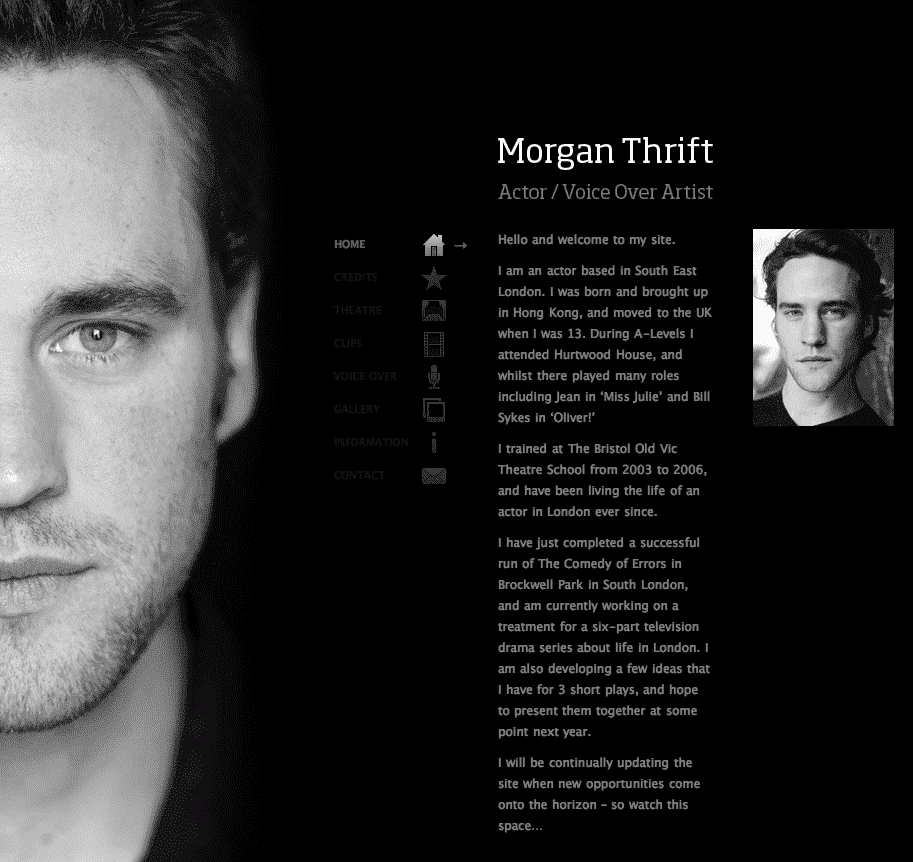 Morgan Thrift
Actor / Voice Over Artist
HOME
CREDITS
THEATRE
CLIPS
VOICE OVER
GALLERY
INFORMATION
CONTACT
Hello and welcome to my site.
I am an actor based in South East
London. I was born and brought up
in Hong Kong, and moved to the UK
when I was 13. During A-Levels I
attended Hurtwood House, and
whilst there played many roles
including Jean in ‘Miss Julie’ and Bill
Sykes in ‘Oliver!’
I trained at The Bristol Old Vic
Theatre School from 2003 to 2006,
and have been living the life of an
actor in London ever since.
I have just completed a successful
run of The Comedy of Errors in
Brockwell Park in South London,
and am currently working on a
treatment for a six-part television
drama series about life in London. I
am also developing a few ideas that
I have for 3 short plays, and hope
to present them together at some
point next year.
I will be continually updating the
site when new opportunities come
onto the horizon – so watch this
space...